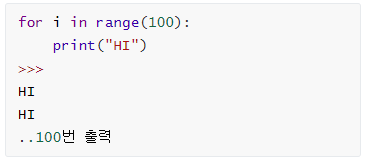 for i in range(100):
    print("HI")
>>>
HI
HI
..100번 출력